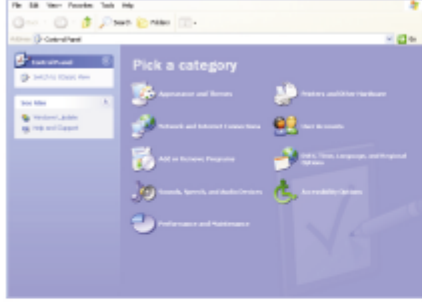 File Edit View Favorites Tools Help
Search Folders
Address Control Panel Go
Control Panel
Switch to Classic View
See Also
Windows Update
Help and Support
Pick a category
Appearance and Themes
Printers and Other Hardware
Network and Internet Connections
User Accounts
Add or Remove Programs
Date, Time, Language, and Regional
Options
Sounds, Speech, and Audio Devices
Accessibility Options
Performance and Maintenance